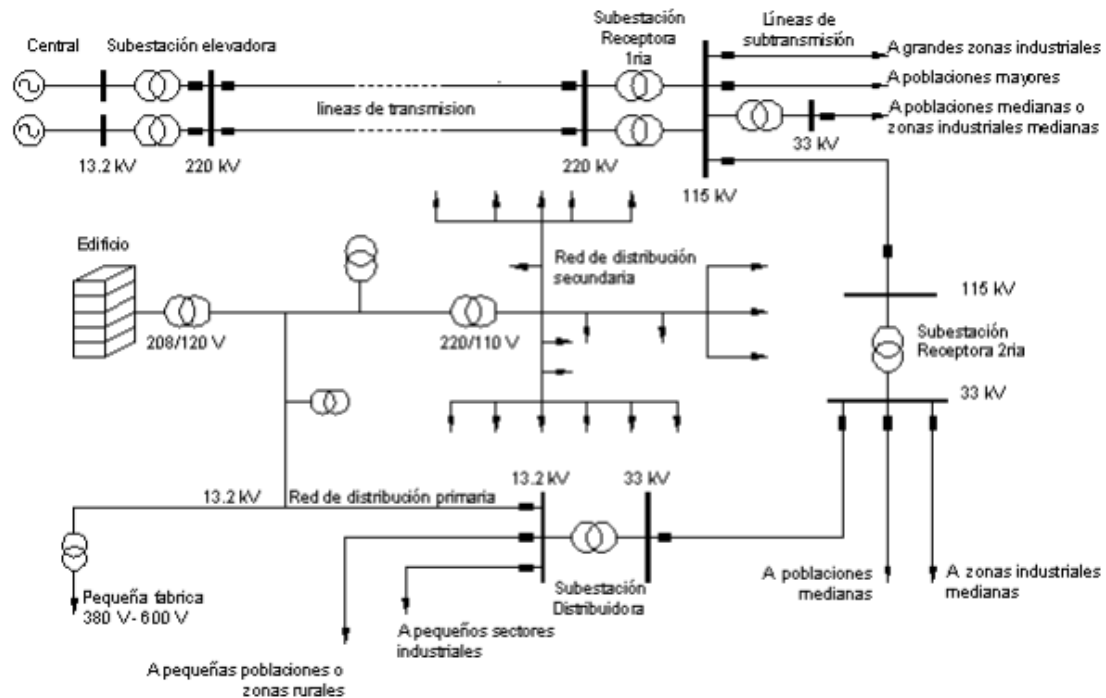 Central
Subestación elevadora
Subestación
Receptora
1ria
Líneas de
subtransmisión
A grandes zonas industriales
A poblaciones mayores
A poblaciones medianas o
zonas industriales medianas
lineas de transmision
13.2 kV
220 kV
220 kV
33 kV
115 kV
Edificio
Red de distribución
secundaria
115 kV
208/120 V
220/110 V
Subestación
Receptora 2ria
33 kV
13.2 kV
33 kV
13.2 kV
Red de distribución primaria
Pequeña fabrica
380 V- 600 V
Subestación
Distribuidora
A poblaciones
medianas
A zonas industriales
medianas
A pequeños sectores
industriales
A pequeñas poblaciones o
zonas rurales